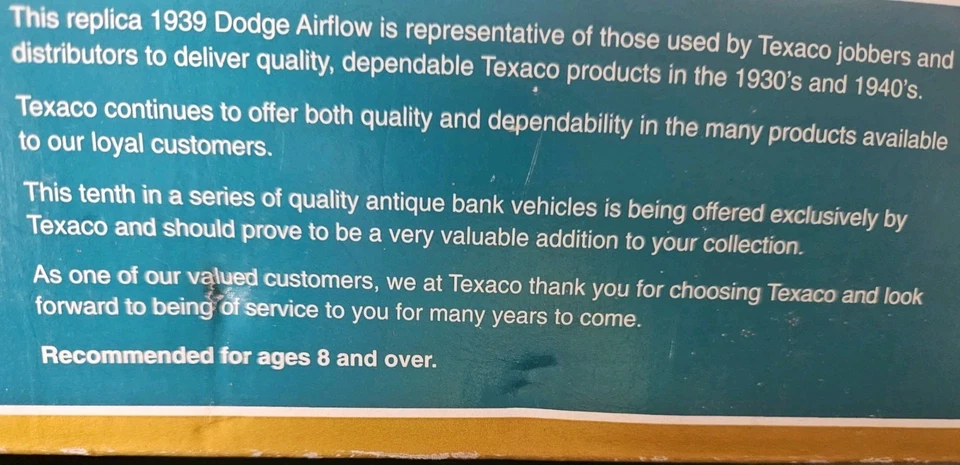 This replica 1939 Dodge Airflow is representative of those used by Texaco jobbers and
distributors to deliver quality, dependable Texaco products in the 1930's and 1940's.
Texaco continues to offer both quality and dependability in the many products available
to our loyal customers.
This tenth in a series of quality antique bank vehicles is being offered exclusively by
Texaco and should prove to be a very valuable addition to your collection.
As one of our valued customers, we at Texaco thank you for choosing Texaco and look
forward to being of service to you for many years to come.
Recommended for ages 8 and over.